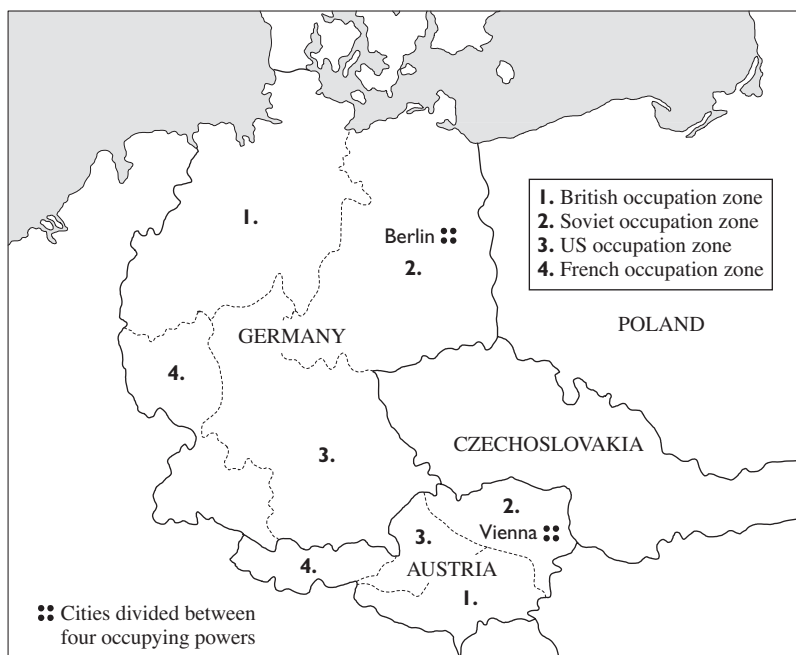 1.
Berlin
2.
1. British occupation zone
2. Soviet occupation zone
3. US occupation zone
4. French occupation zone
POLAND
GERMANY
4.
3.
CZECHOSLOVAKIA
2.
3.
Vienna
4.
AUSTRIA
1.
Cities divided between
four occupying powers